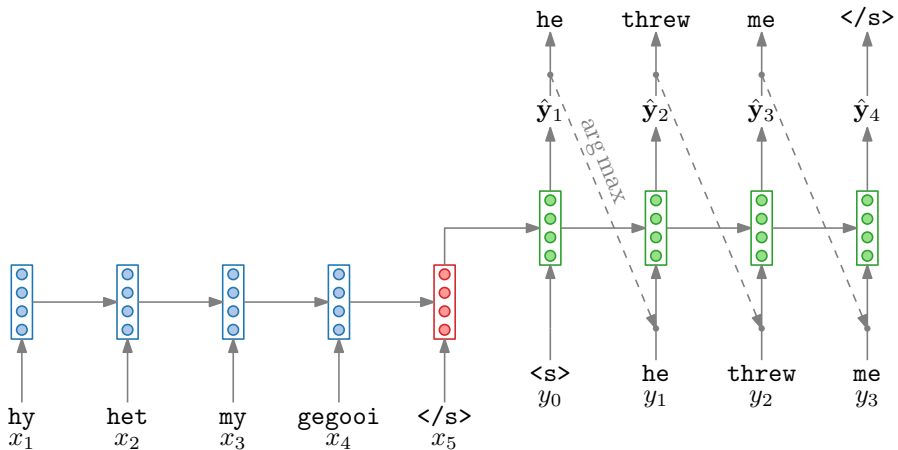 he threw me </s>
ŷ₁ ŷ₂ ŷ₃ ŷ₄
arg max
<s> he threw me
y₀ y₁ y₂ y₃
hy het my gegooi </s>
x₁ x₂ x₃ x₄ x₅